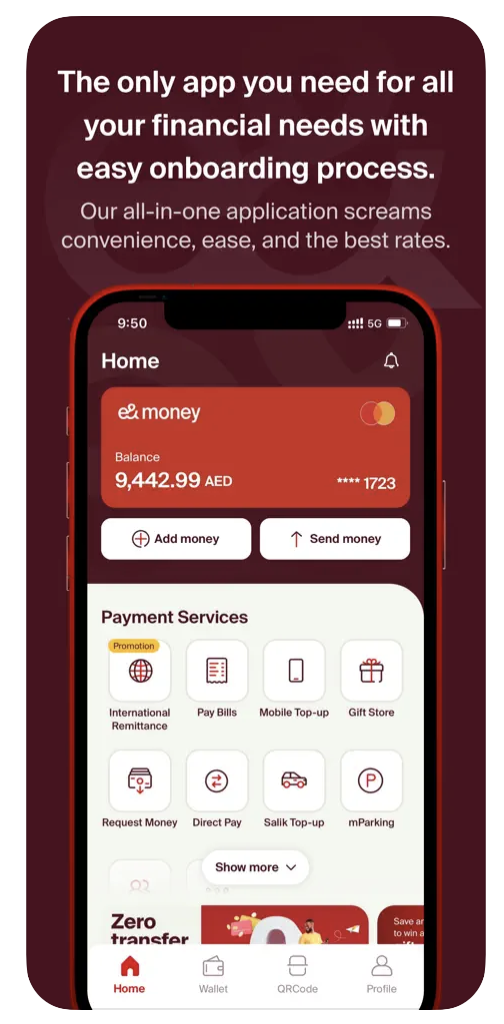 The only app you need for all
your financial needs with
easy onboarding process.
Our all-in-one application screams
convenience, ease, and the best rates.
9:50
5G
Home
e& money
Balance
9,442.99 AED
**** 1723
Add money
Send money
Payment Services
Promotion
International
Remittance
Pay Bills
Mobile Top-up
Gift Store
Request Money
Direct Pay
Salik Top-up
P
mParking
Show more
Zero
transfer
Save
to win
Home
Wallet
QRCode
Profile